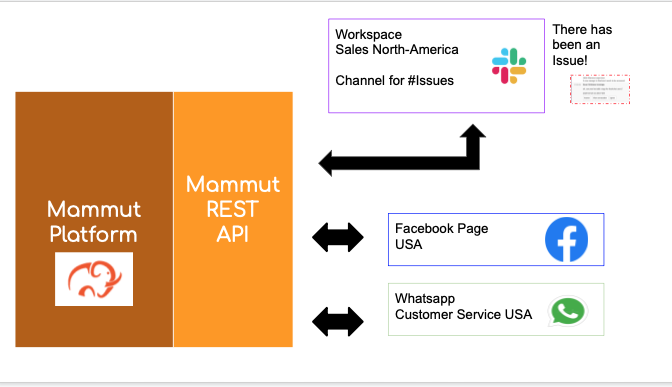 Workspace
Sales North-America
Channel for #Issues
There has
been an
Issue!
Mammut
Platform
Mammut
REST
API
Facebook Page
USA
Whatsapp
Customer Service USA